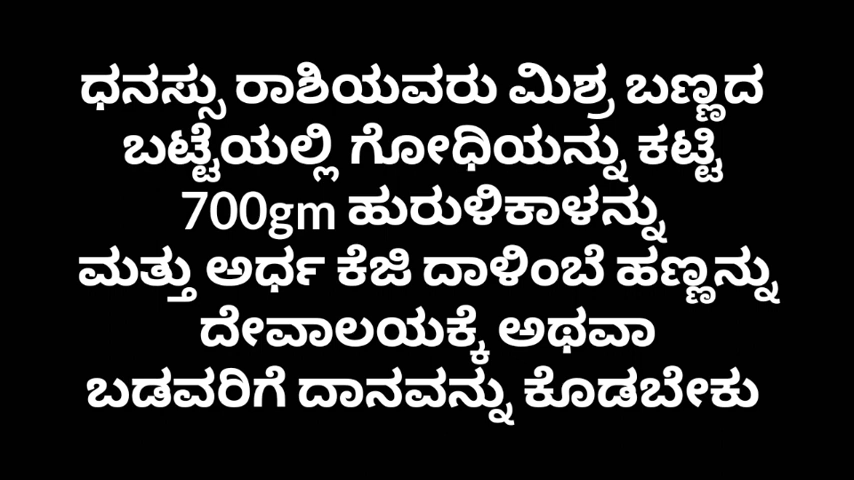 ಧನಸ್ಸು ರಾಶಿಯವರು ಮಿಶ್ರ ಬಣ್ಣದ
ಬಟ್ಟೆಯಲ್ಲಿ ಗೋಧಿಯನ್ನು ಕಟ್ಟಿ
700gm ಹುರುಳಿಕಾಳನ್ನು
ಮತ್ತು ಅರ್ಧ ಕೆಜಿ ದಾಳಿಂಬೆ ಹಣ್ಣನ್ನು
ದೇವಾಲಯಕ್ಕೆ ಅಥವಾ
ಬಡವರಿಗೆ ದಾನವನ್ನು ಕೊಡಬೇಕು